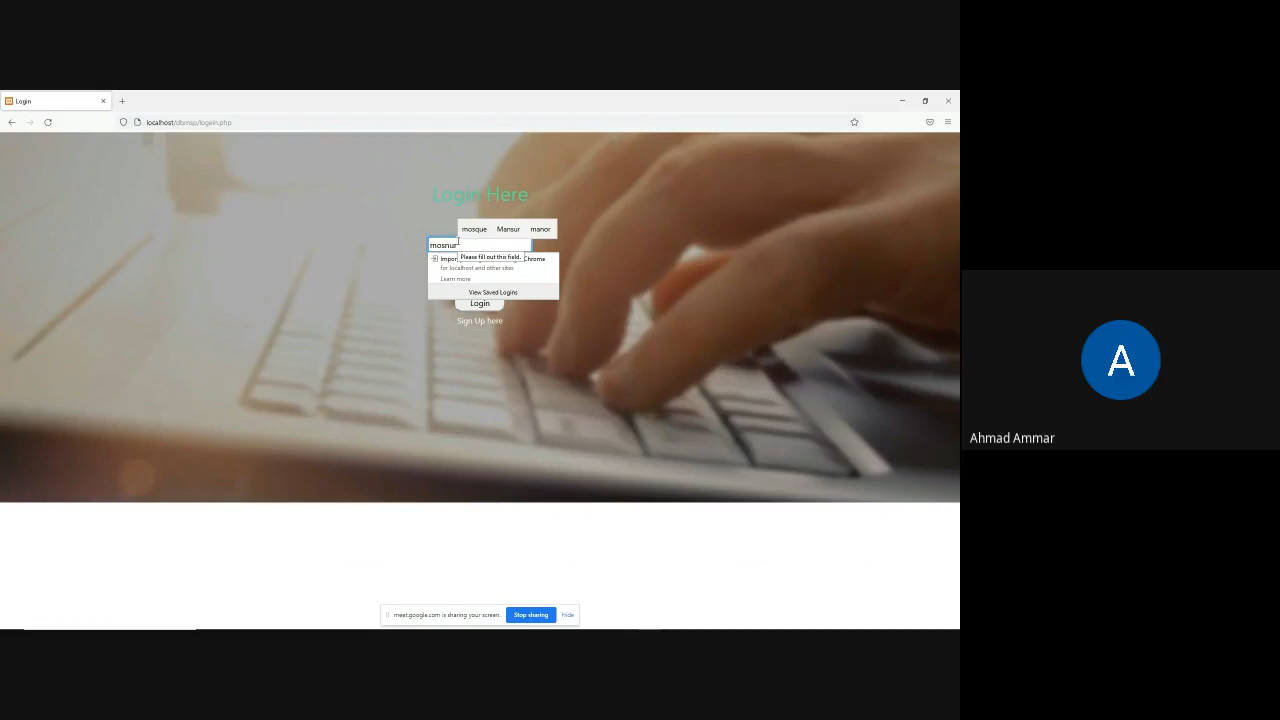 Login
localhost/dbmsp/logain.php
Login Here
mosque Mansur manor
mosnur
Please fill out this field.
Impor
Chrome
for localhost and other sites
Learn more
View Saved Logins
Login
Sign Up here
A
Ahmad Ammar
meet.google.com is sharing your screen.
Stop sharing
Hide